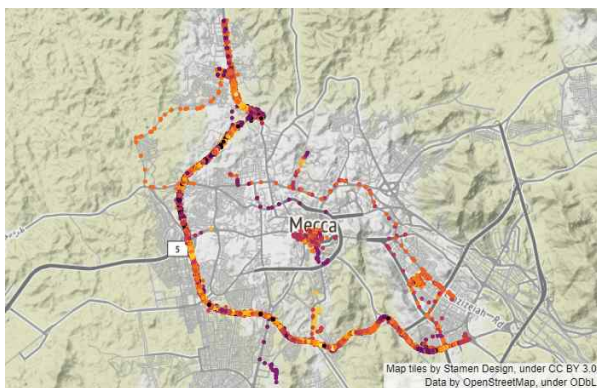 Mecca
5
Map tiles by Stamen Design, under CC BY 3.0
Data by OpenStreetMap, under ODbL